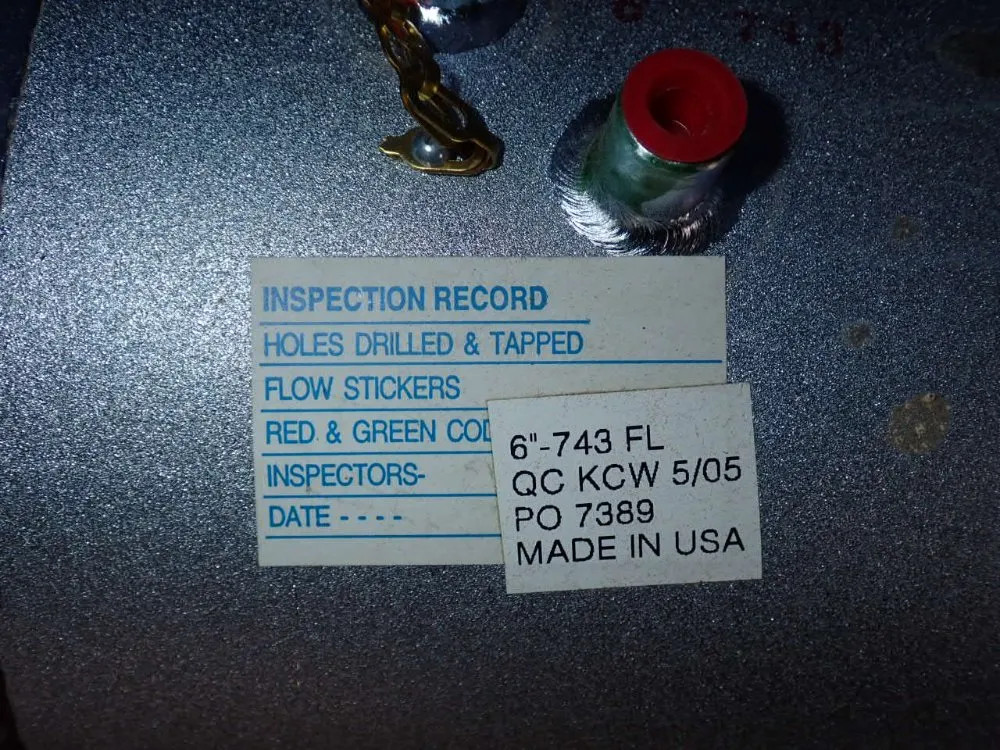 INSPECTION RECORD
HOLES DRILLED & TAPPED
FLOW STICKERS
RED & GREEN COD
INSPECTORS-
DATE - - - -
6"-743 FL
QC KCW 5/05
PO 7389
MADE IN USA